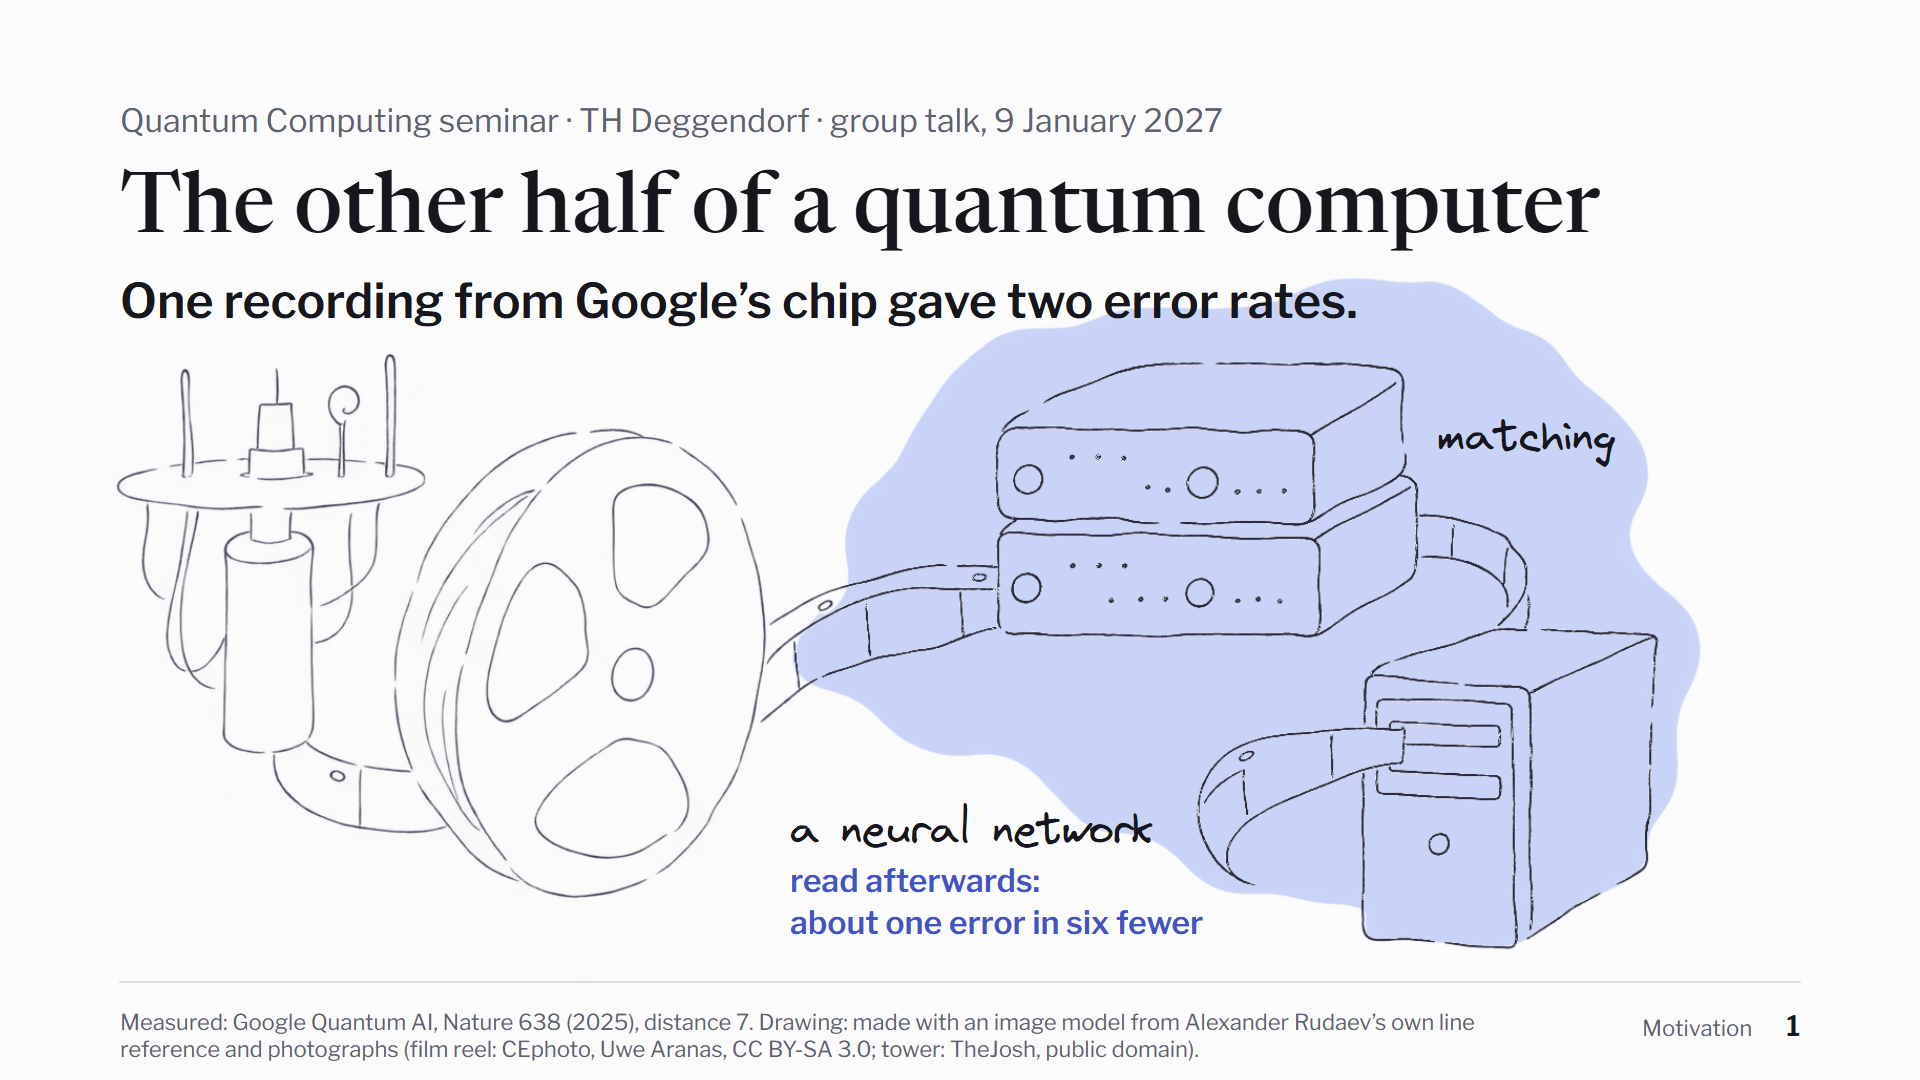 Quantum Computing seminar · TH Deggendorf · group talk, 9 January 2027
The other half of a quantum computer
One recording from Google’s chip gave two error rates.
matching
a neural network
read afterwards:
about one error in six fewer
Measured: Google Quantum AI, Nature 638 (2025), distance 7. Drawing: made with an image model from Alexander Rudaev’s own line
reference and photographs (film reel: CEphoto, Uwe Aranas, CC BY-SA 3.0; tower: TheJosh, public domain).
Motivation 1